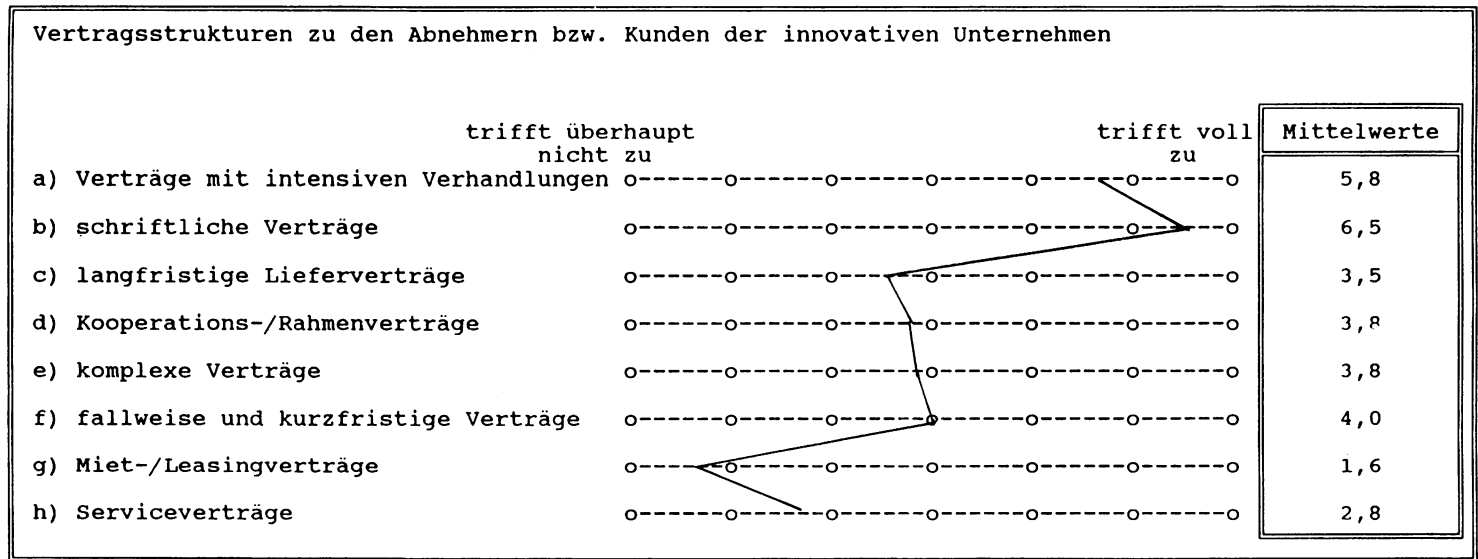 Vertragsstrukturen zu den Abnehmern bzw. Kunden der innovativen Unternehmen
trifft überhaupt nicht zu
trifft voll zu
Mittelwerte
a) Verträge mit intensiven Verhandlungen o------o------o------o------o------o------o 5,8
b) schriftliche Verträge o------o------o------o------o------o------o 6,5
c) langfristige Lieferverträge o------o------o------o------o------o------o 3,5
d) Kooperations-/Rahmenverträge o------o------o------o------o------o------o 3,8
e) komplexe Verträge o------o------o------o------o------o------o 3,8
f) fallweise und kurzfristige Verträge o------o------o------o------o------o------o 4,0
g) Miet-/Leasingverträge o------o------o------o------o------o------o 1,6
h) Serviceverträge o------o------o------o------o------o------o 2,8